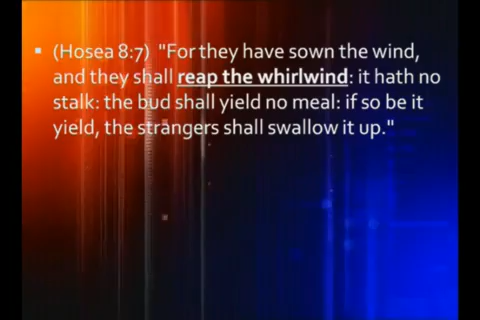 ▪ (Hosea 8:7) "For they have sown the wind,
and they shall reap the whirlwind: it hath no
stalk: the bud shall yield no meal: if so be it
yield, the strangers shall swallow it up."